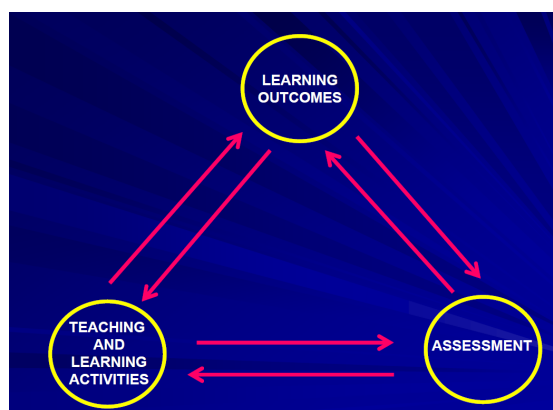 LEARNING
OUTCOMES
TEACHING
AND
LEARNING
ACTIVITIES
ASSESSMENT